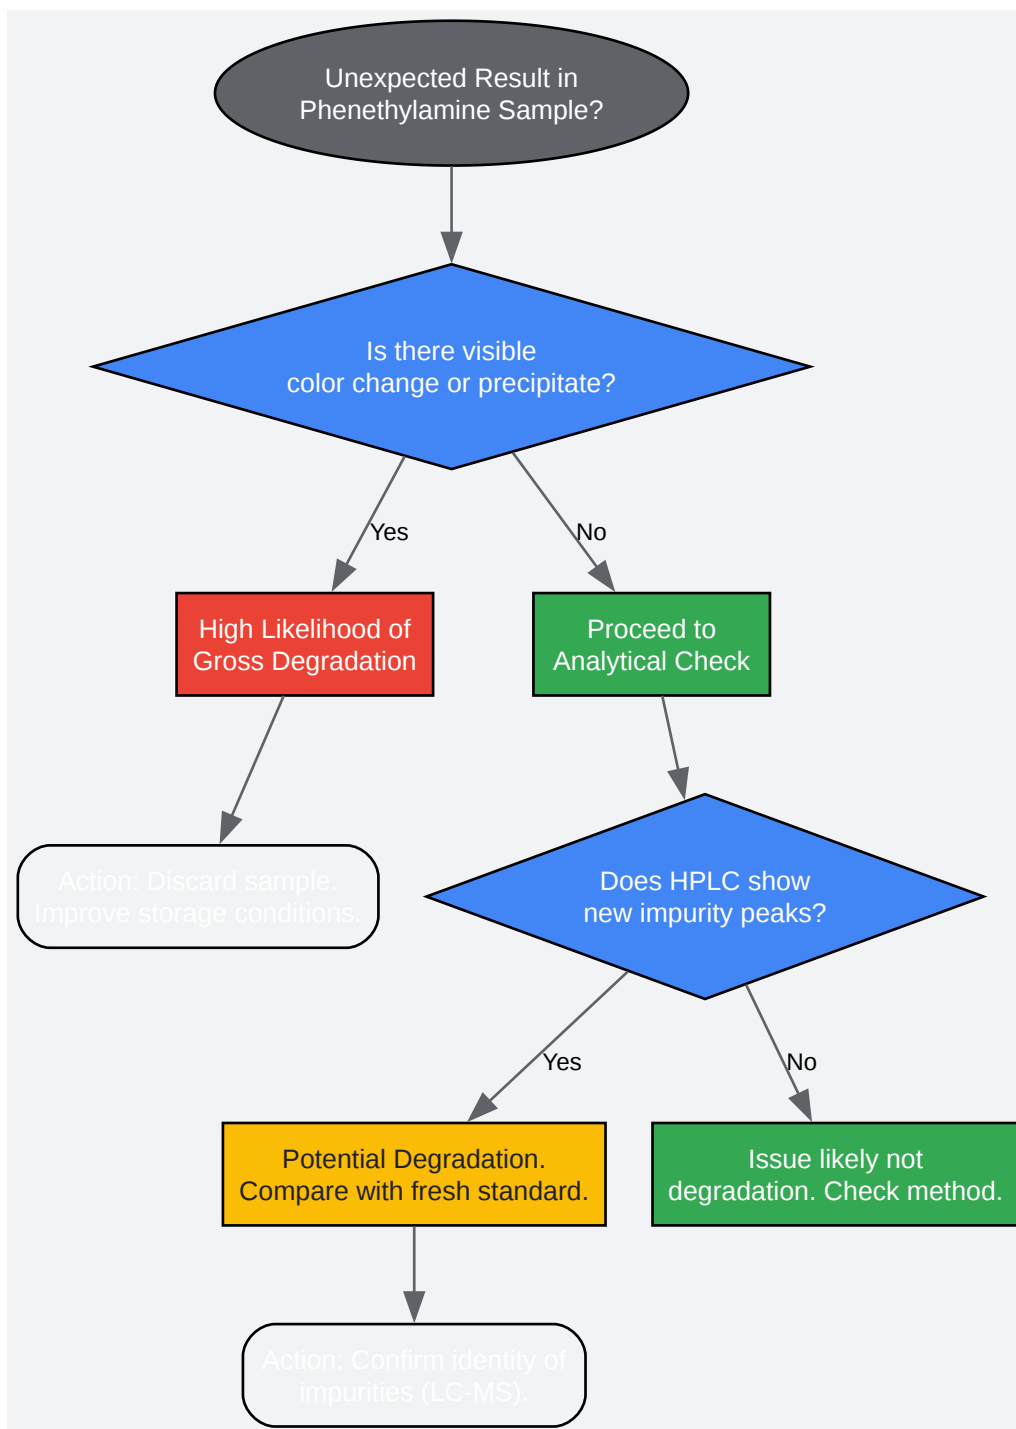 Unexpected Result in
Phenethylamine Sample?
Is there visible
color change or precipitate?
Yes
No
High Likelihood of
Gross Degradation
Proceed to
Analytical Check
Action: Discard sample.
Improve storage conditions.
Does HPLC show
new impurity peaks?
Yes
No
Potential Degradation.
Compare with fresh standard.
Issue likely not
degradation. Check method.
Action: Confirm identity of
impurities (LC-MS).